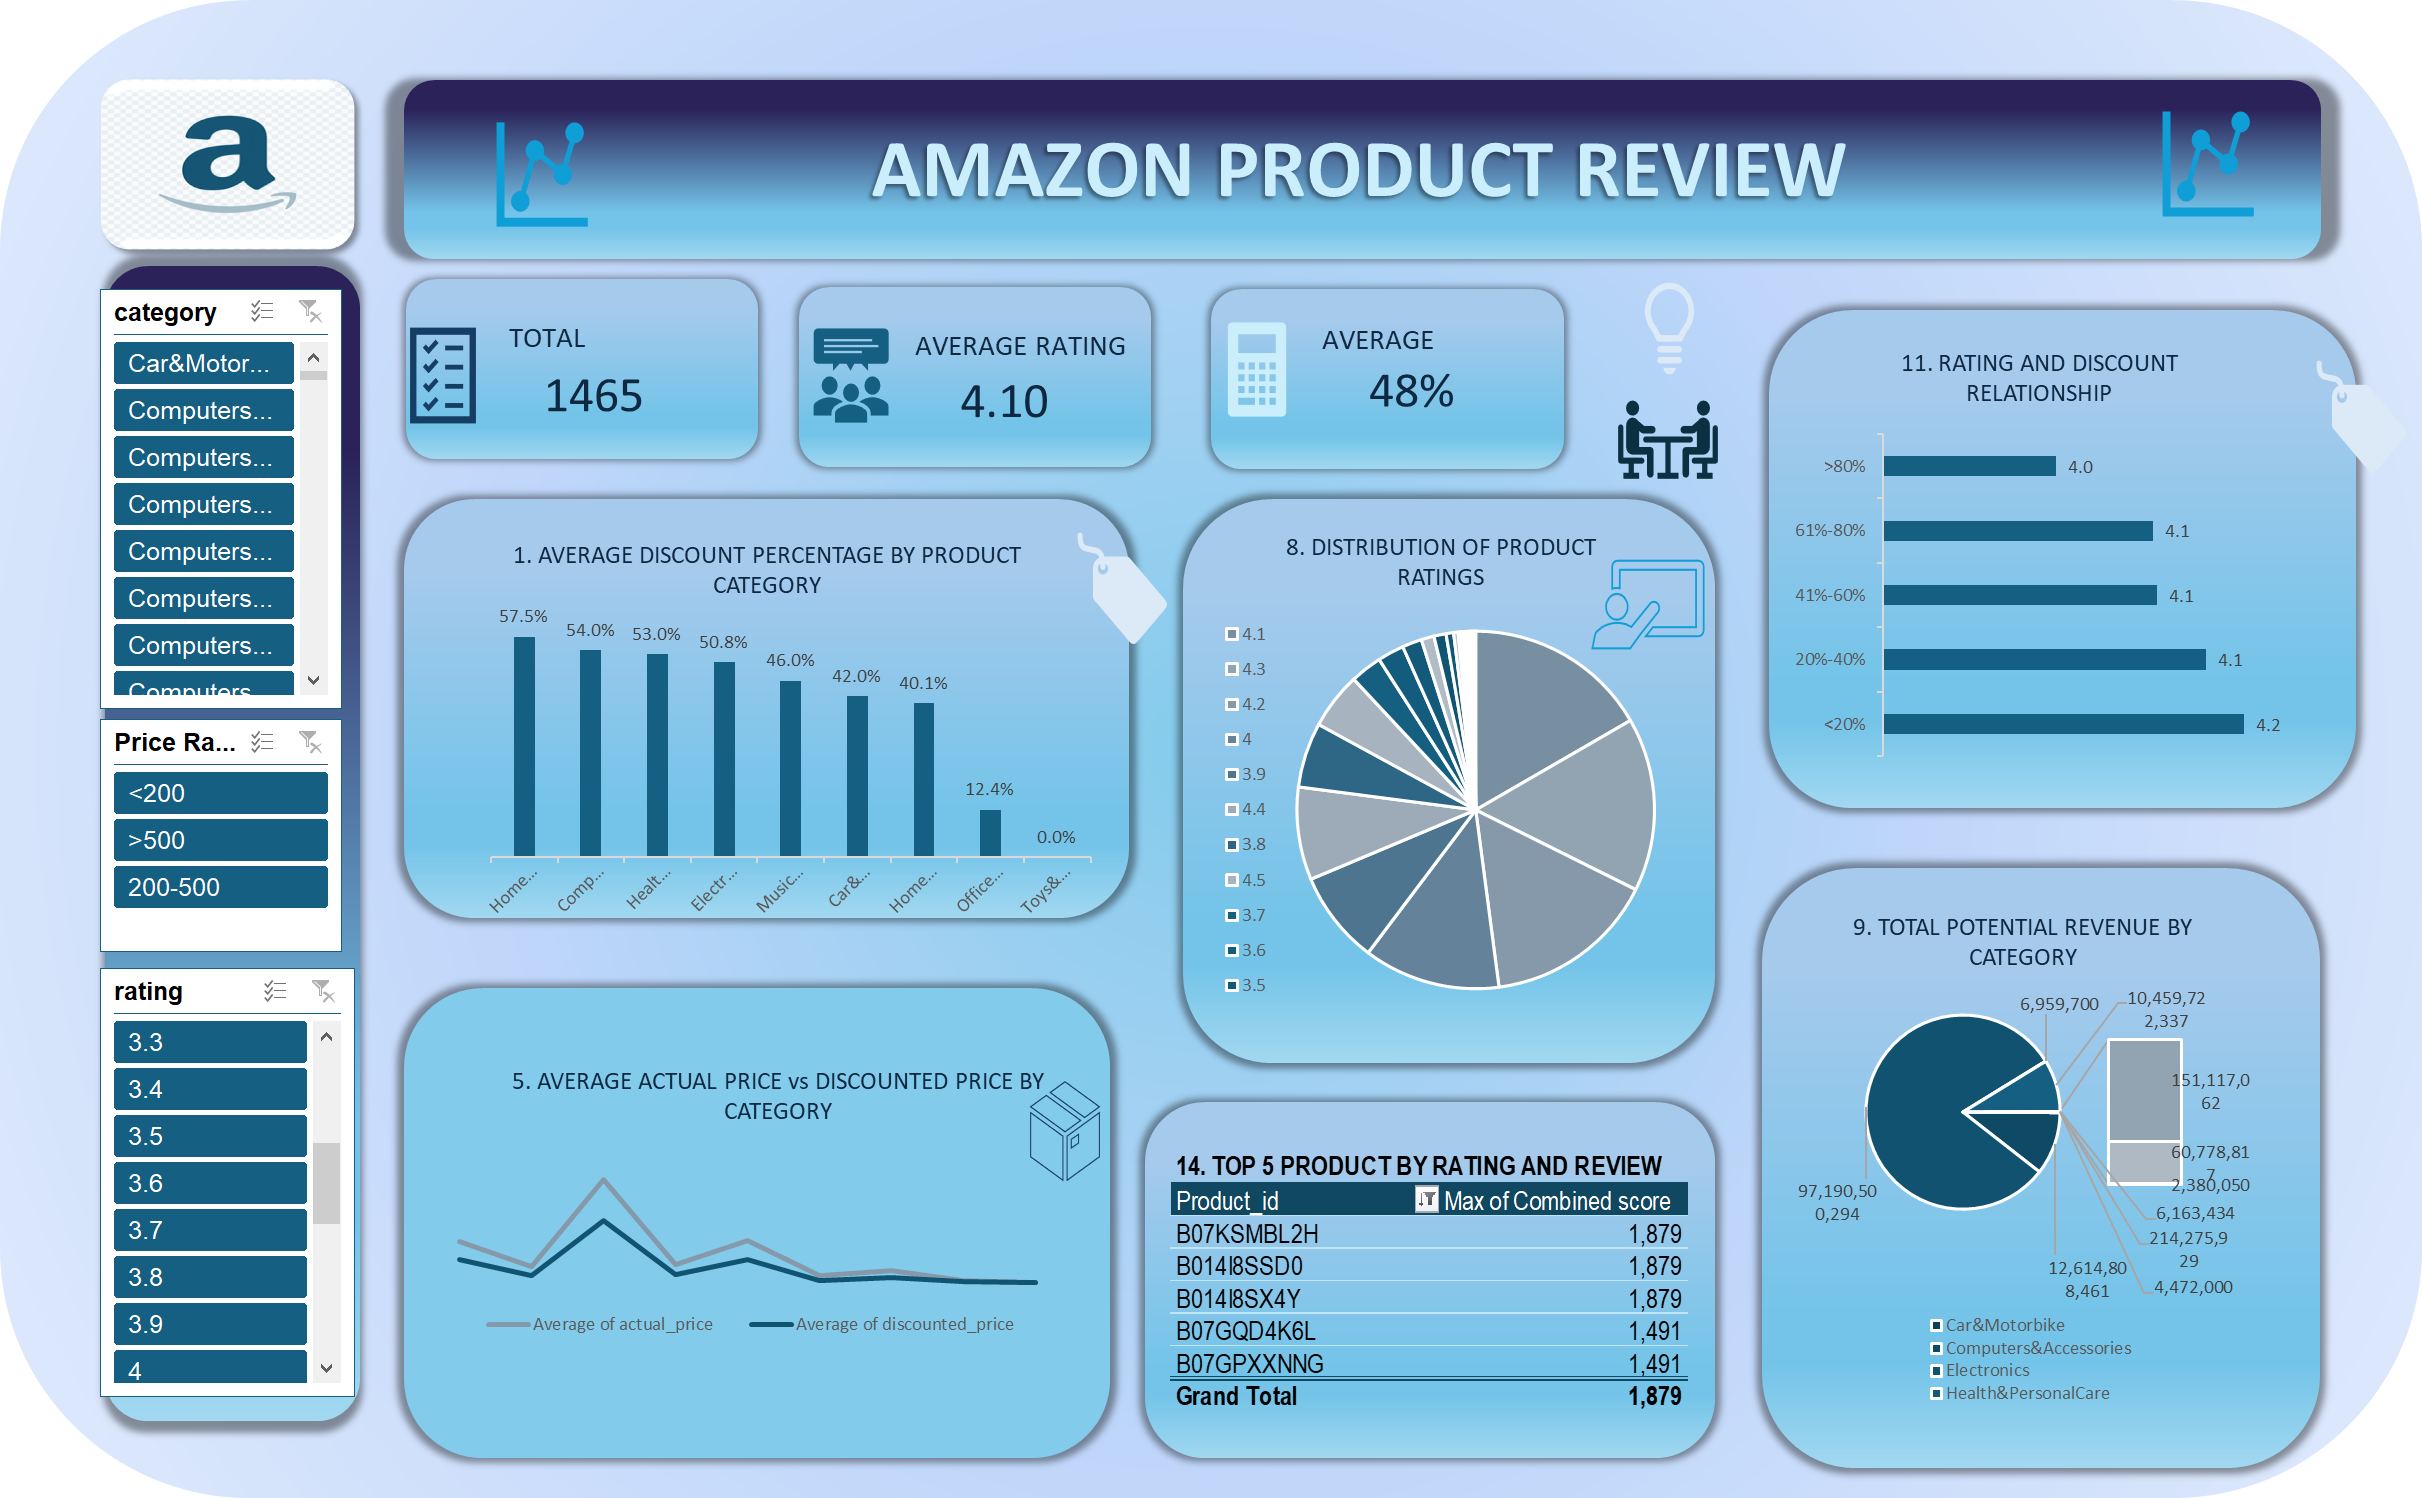 a
AMAZON PRODUCT REVIEW
category
Car&Motor...
Computers...
Computers...
Computers...
Computers...
Computers...
Computers...
Computers
Price Ra...
<200
>500
200-500
rating
3.3
3.4
3.5
3.6
3.7
3.8
3.9
4
TOTAL
1465
AVERAGE RATING
4.10
AVERAGE
48%
1. AVERAGE DISCOUNT PERCENTAGE BY PRODUCT
CATEGORY
57.5%
54.0%
53.0%
50.8%
46.0%
42.0%
40.1%
12.4%
0.0%
Home...
Comp...
Healt...
Electr...
Music...
Car&...
Home...
Office...
Toys&...
8. DISTRIBUTION OF PRODUCT
RATINGS
4.1
4.3
4.2
4
3.9
4.4
3.8
4.5
3.7
3.6
3.5
11. RATING AND DISCOUNT
RELATIONSHIP
>80%
4.0
61%-80%
4.1
41%-60%
4.1
20%-40%
4.1
<20%
4.2
5. AVERAGE ACTUAL PRICE vs DISCOUNTED PRICE BY
CATEGORY
Average of actual_price
Average of discounted_price
14. TOP 5 PRODUCT BY RATING AND REVIEW
Product_id Max of Combined score
B07KSMBL2H 1,879
B014I8SSD0 1,879
B014I8SX4Y 1,879
B07GQD4K6L 1,491
B07GPXXNNG 1,491
Grand Total 1,879
9. TOTAL POTENTIAL REVENUE BY
CATEGORY
6,959,700
10,459,72
2,337
151,117,0
62
60,778,81
7
2,380,050
6,163,434
214,275,9
29
4,472,000
12,614,80
8,461
97,190,50
0,294
Car&Motorbike
Computers&Accessories
Electronics
Health&PersonalCare